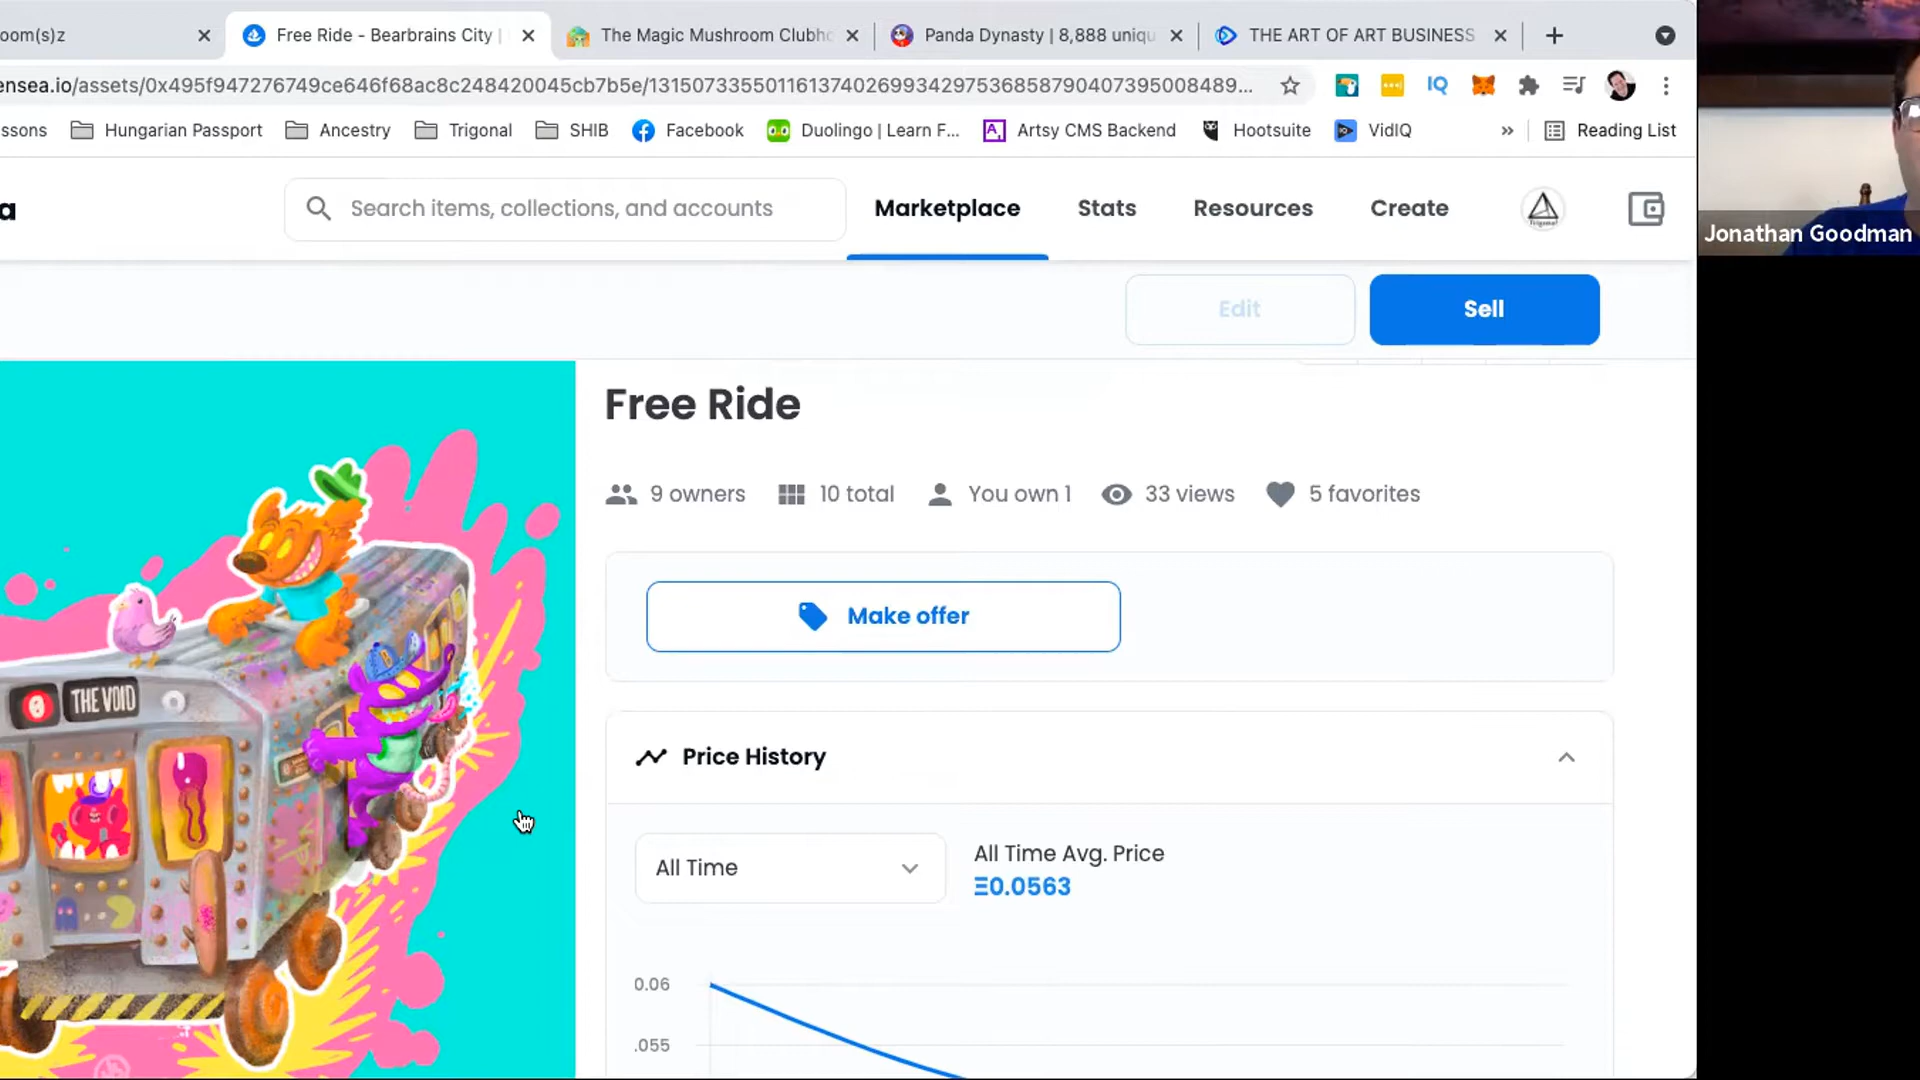 oom(s)z
Free Ride - Bearbrains City |
The Magic Mushroom Clubho
Panda Dynasty | 8,888 uniqu
THE ART OF ART BUSINESS
ensea.io/assets/0x495f947276749ce646f68ac8c248420045cb7b5e/1315073355011613740269934297536858790407395008489...
IQ
ssons
Hungarian Passport
Ancestry
Trigonal
SHIB
Facebook
Duolingo | Learn F...
Artsy CMS Backend
Hootsuite
VidIQ
»
Reading List
a
Search items, collections, and accounts
Marketplace
Stats
Resources
Create
Jonathan Goodman
Edit
Sell
Free Ride
9 owners
10 total
You own 1
33 views
5 favorites
Make offer
THE VOID
Price History
All Time
All Time Avg. Price
Ξ0.0563
0.06
.055